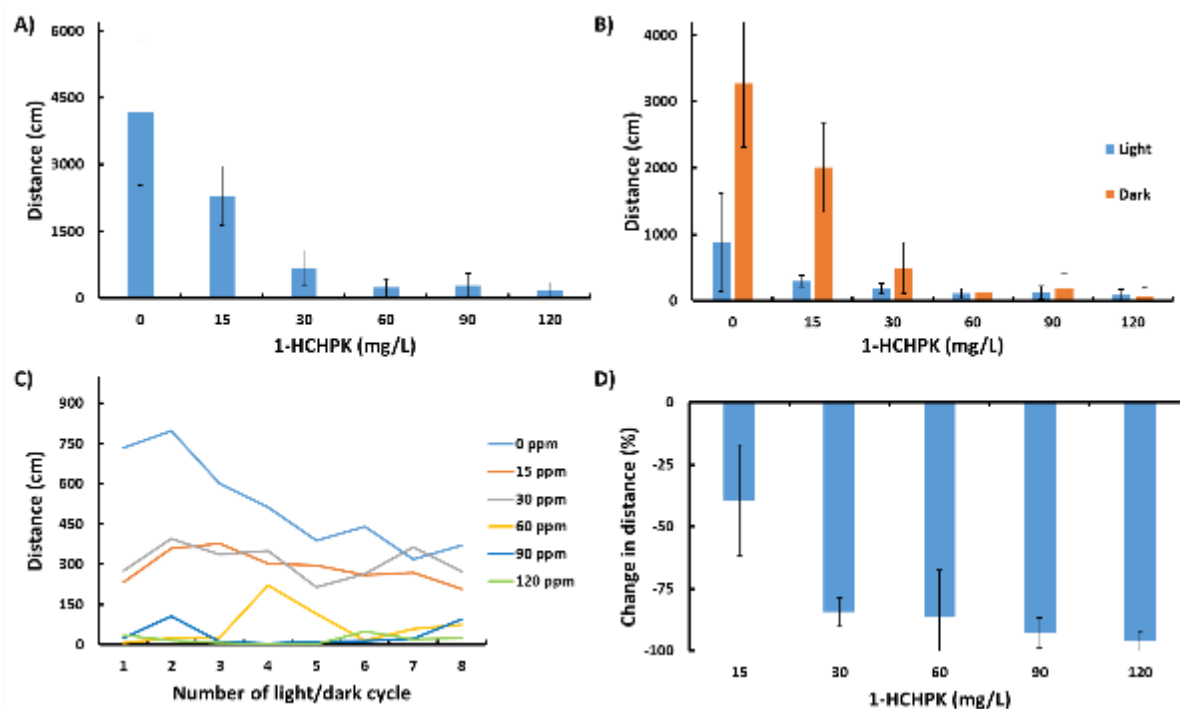 A)
6000
4500
3000
1500
0
Distance (cm)
0 15 30 60 90 120
1-HCHPK (mg/L)
B)
4000
3000
2000
1000
0
Distance (cm)
Light
Dark
0 15 30 60 90 120
1-HCHPK (mg/L)
C)
900
750
600
450
300
150
0
Distance (cm)
0 ppm
15 ppm
30 ppm
60 ppm
90 ppm
120 ppm
1 2 3 4 5 6 7 8
Number of light/dark cycle
D)
0
-25
-50
-75
-100
Change in distance (%)
15 30 60 90 120
1-HCHPK (mg/L)